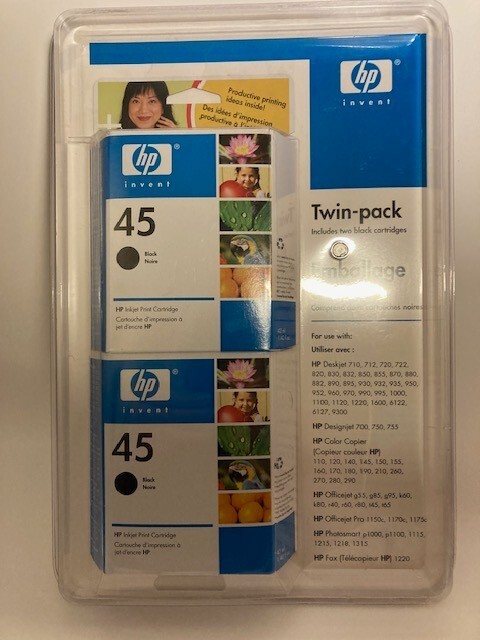 hp
®
invent
Productive printing
ideas inside!
Des idées d'impression
productive à l'intérieur!
hp
®
invent
45
Black
Noire
HP Inkjet Print Cartridge
Cartouche d'impression à
jet d'encre HP
hp
®
invent
45
Black
Noire
HP Inkjet Print Cartridge
Cartouche d'impression à
jet d'encre HP
Twin-pack
Includes two black cartridges
Emballage
For use with:
Utiliser avec :
HP Deskjet 710, 712, 720, 722,
820, 830, 832, 850, 855, 870, 880,
882, 890, 895, 930, 932, 935, 950,
952, 960, 970, 990, 995, 1000,
1100, 1120, 1220, 1600, 6122,
6127, 9300
HP Designjet 700, 750, 755
HP Color Copier
(Copieur couleur HP)
110, 120, 140, 145, 150, 155,
160, 170, 180, 190, 210, 260,
270, 280, 290
HP Officejet g55, g85, g95, k60,
k80, r40, r60, r80, t45, t65
HP Officejet Pro 1150c, 1170c, 1175c
HP Photosmart p1000, p1100, 1115,
1215, 1218, 1315
HP Fax (Télécopieur HP) 1220